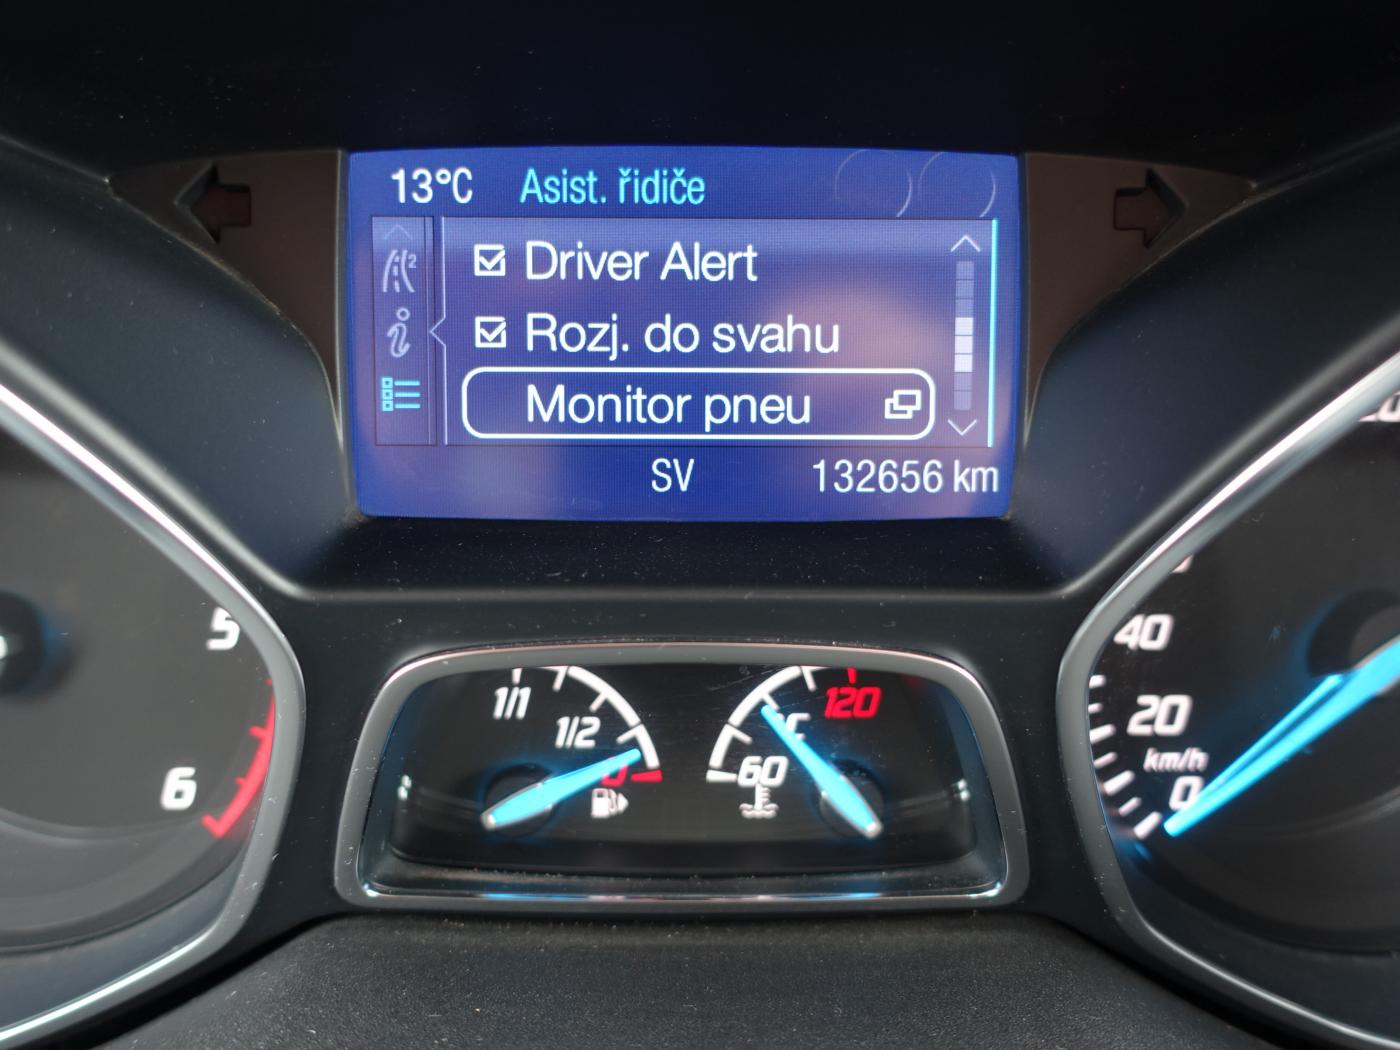 13°C Asist. řidiče
Driver Alert
Rozj. do svahu
Monitor pneu
SV 132656 km
5
6
1/1
1/2
0
120
°C
60
40
20
km/h
0